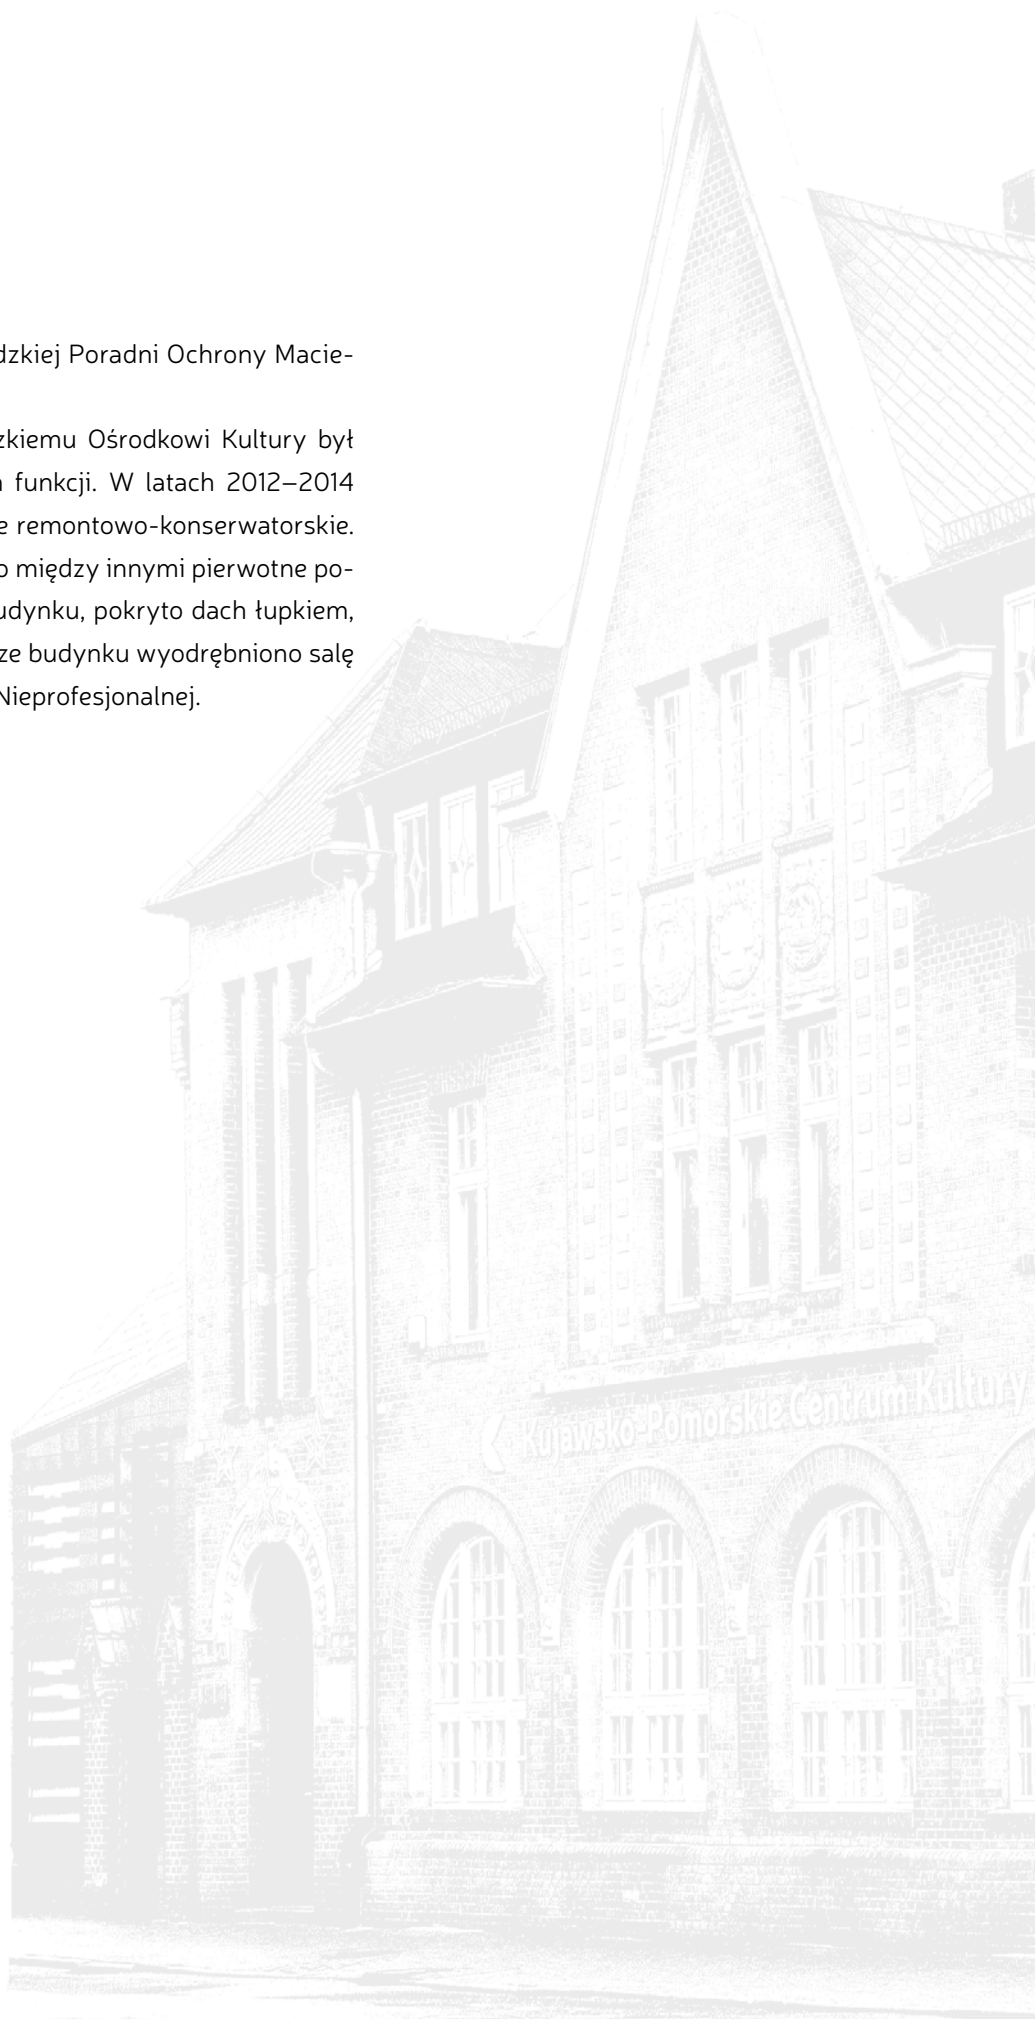 dzkiej Poradni Ochrony Macie-
zkiemu Ośrodkowi Kultury był
funkcji. W latach 2012–2014
e remontowo-konserwatorskie.
o między innymi pierwotne po-
udynku, pokryto dach łupkiem,
ze budynku wyodrębniono salę
Nieprofesjonalnej.
Kujawsko-Pomorskie Centrum Kultury